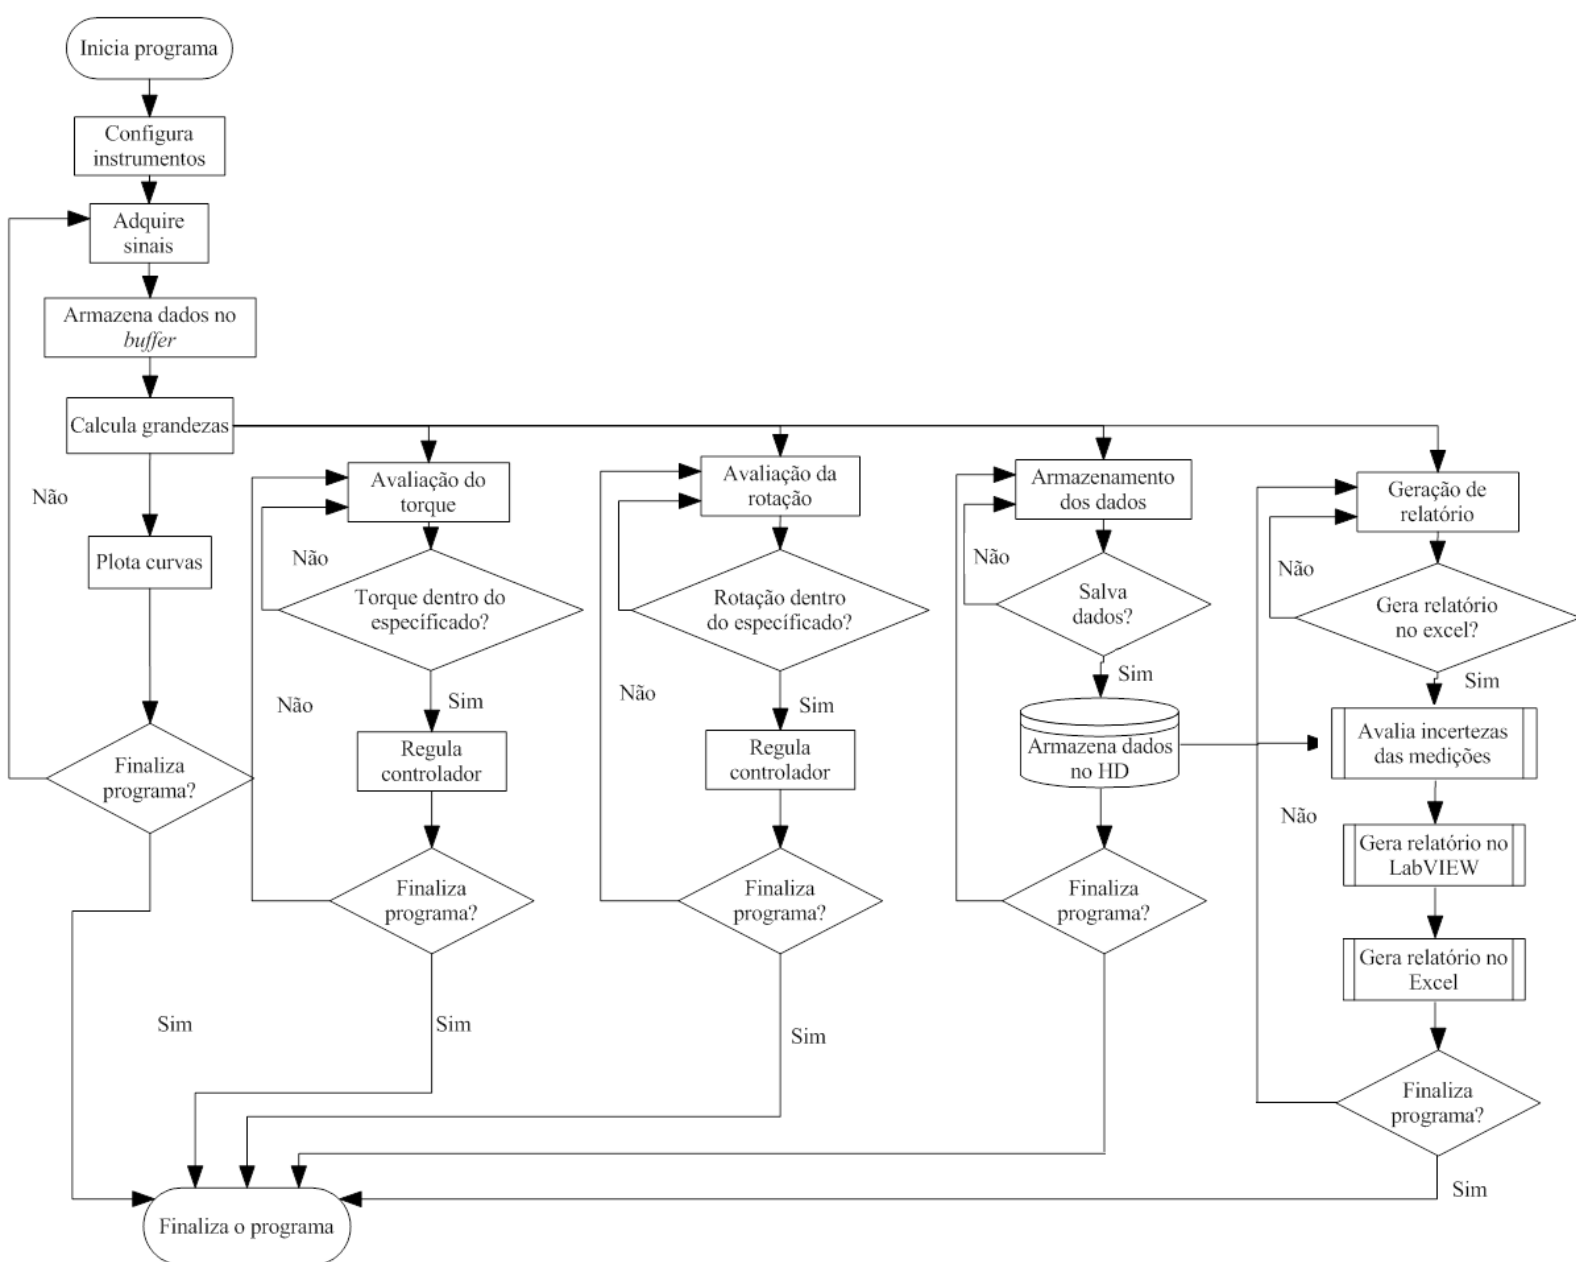 Inicia programa
Configura
instrumentos
Adquire
sinais
Armazena dados no
buffer
Calcula grandezas
Não
Plota curvas
Finaliza
programa?
Sim
Avaliação do
torque
Não
Torque dentro do
específicado?
Sim
Não
Regula
controlador
Finaliza
programa?
Sim
Avaliação da
rotação
Rotação dentro
do específicado?
Não
Sim
Regula
controlador
Finaliza
programa?
Sim
Armazenamento
dos dados
Não
Salva
dados?
Sim
Armazena dados
no HD
Finaliza
programa?
Geração de
relatório
Não
Gera relatório
no excel?
Sim
Avalia incertezas
das medições
Não
Gera relatório no
LabVIEW
Gera relatório no
Excel
Finaliza
programa?
Sim
Finaliza o programa